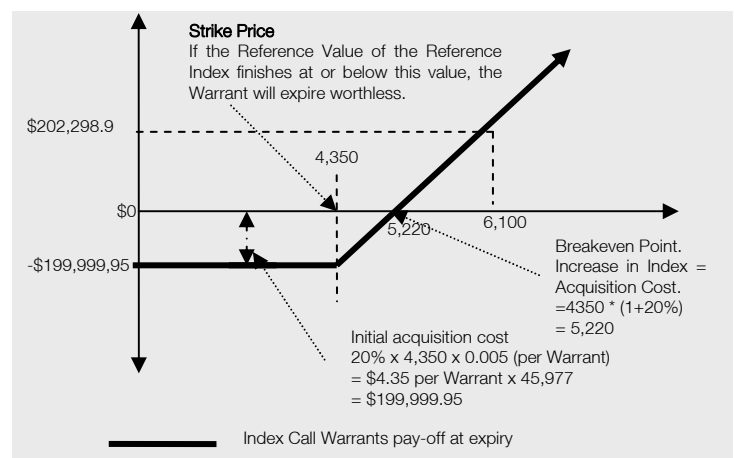 Strike Price
If the Reference Value of the Reference
Index finishes at or below this value, the
Warrant will expire worthless.
$202,298.9
4,350
$0
5,220
6,100
-$199,999,95
Breakeven Point.
Increase in Index =
Acquisition Cost.
=4350 * (1+20%)
= 5,220
Initial acquisition cost
20% x 4,350 x 0.005 (per Warrant)
= $4.35 per Warrant x 45,977
= $199,999.95
Index Call Warrants pay-off at expiry